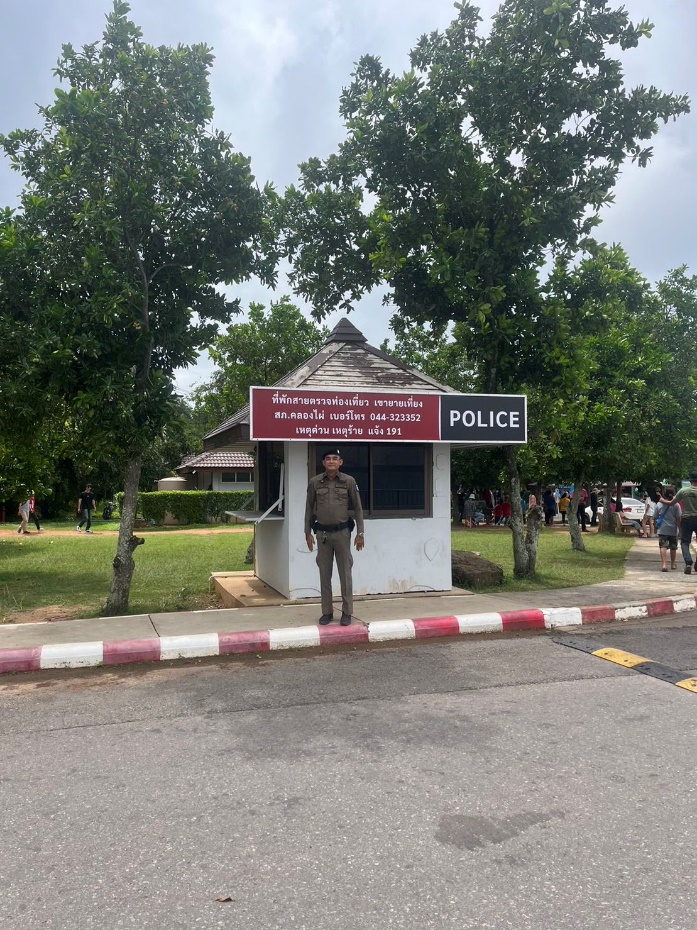 ที่พักสายตรวจท่องเที่ยว เขายายเที่ยง
สภ.คลองไผ่ เบอร์โทร 044-323352
เหตุด่วน เหตุร้าย แจ้ง 191
POLICE